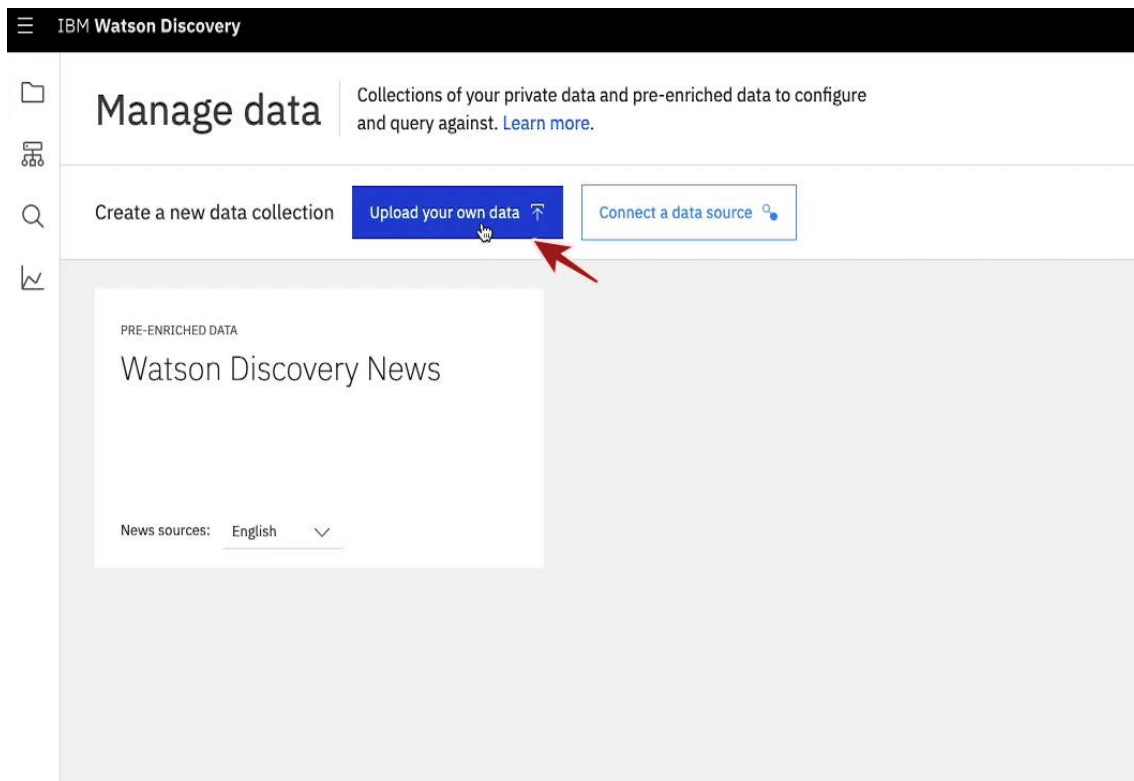 IBM Watson Discovery
Manage data
Collections of your private data and pre-enriched data to configure
and query against. Learn more.
Create a new data collection
Upload your own data
Connect a data source
PRE-ENRICHED DATA
Watson Discovery News
News sources: English